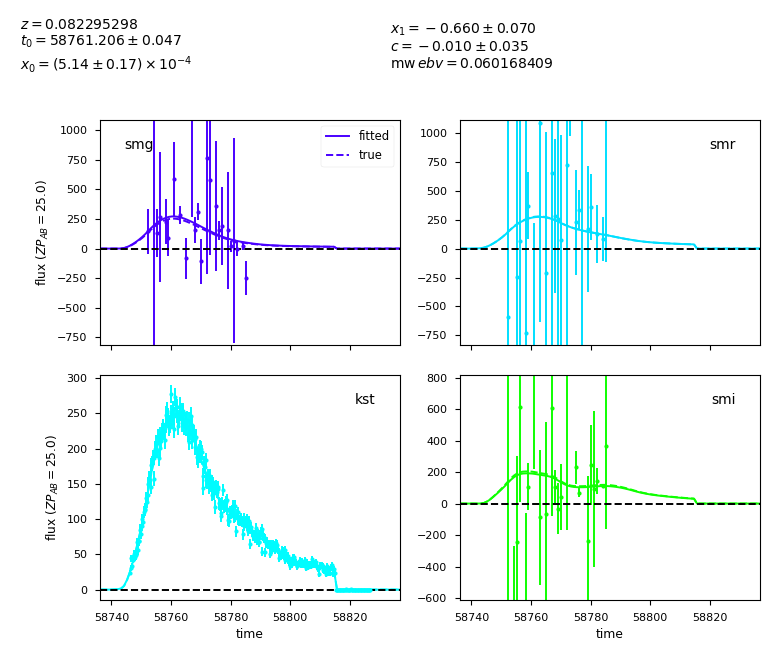 z = 0.082295298
t₀ = 58761.206 ± 0.047
x₀ = (5.14 ± 0.17) × 10⁻⁴
x₁ = −0.660 ± 0.070
c = −0.010 ± 0.035
mw ebv = 0.060168409
smg
fitted
true
1000
750
500
250
0
−250
−500
−750
flux (ZP_AB = 25.0)
smr
1000
750
500
250
0
−250
−500
−750
kst
300
250
200
150
100
50
0
flux (ZP_AB = 25.0)
58740 58760 58780 58800 58820
time
smi
800
600
400
200
0
−200
−400
−600
58740 58760 58780 58800 58820
time